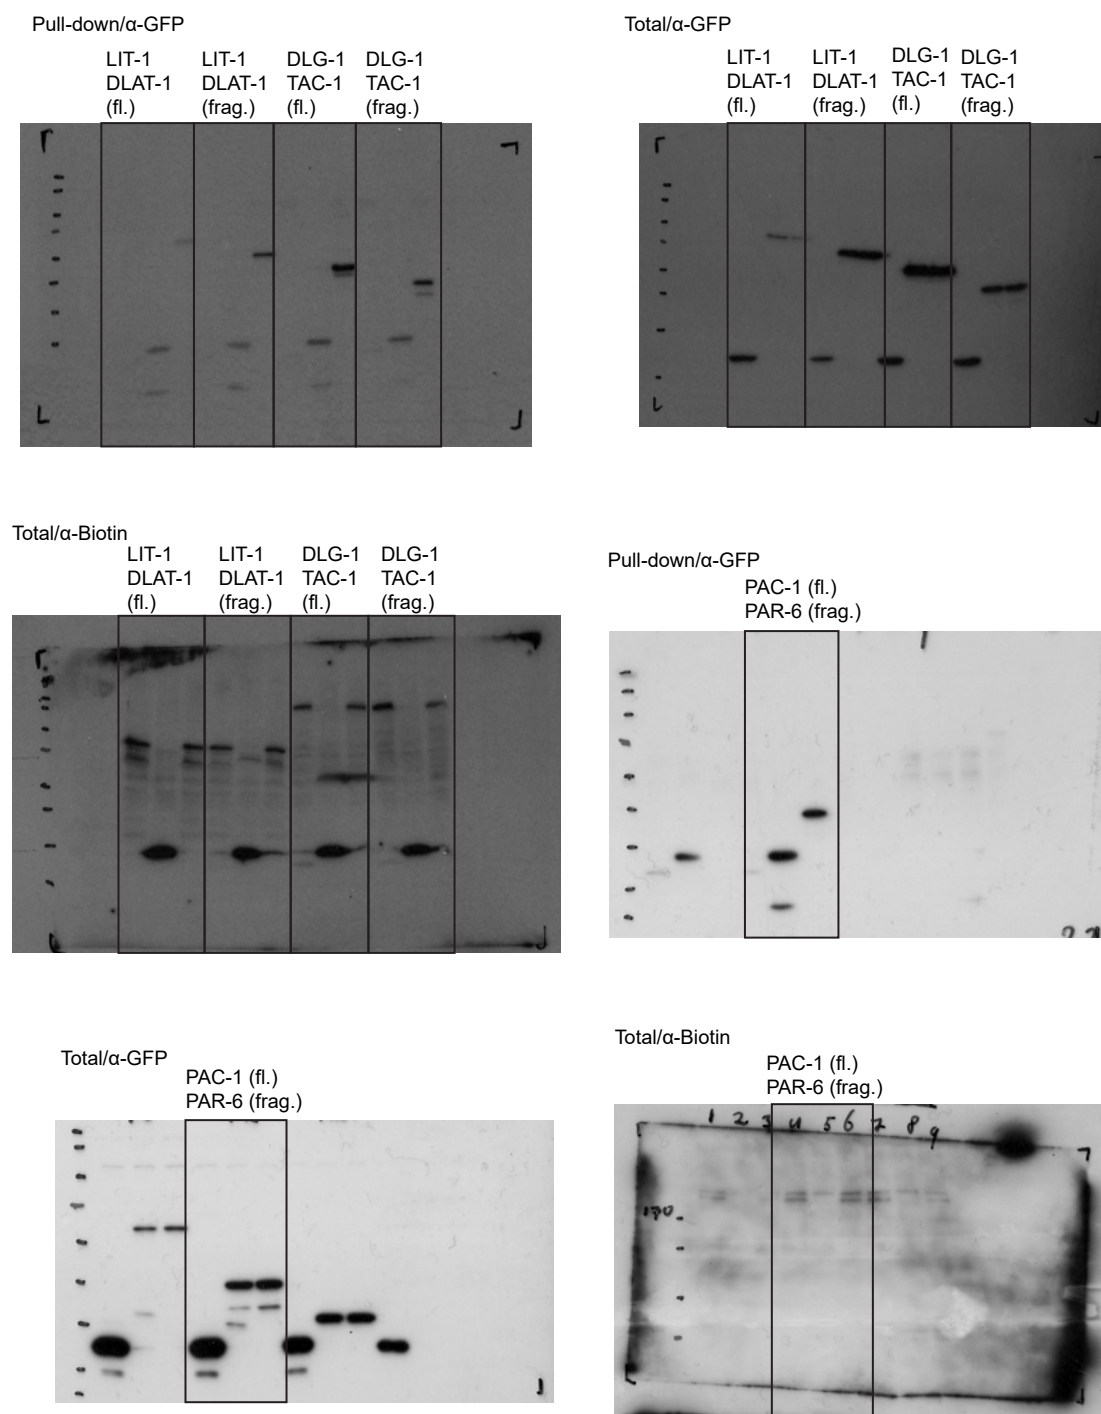 Pull-down/α-GFP
LIT-1 LIT-1 DLG-1 DLG-1
DLAT-1 DLAT-1 TAC-1 TAC-1
(fl.) (frag.) (fl.) (frag.)
Total/α-GFP
LIT-1 LIT-1 DLG-1 DLG-1
DLAT-1 DLAT-1 TAC-1 TAC-1
(fl.) (frag.) (fl.) (frag.)
Total/α-Biotin
LIT-1 LIT-1 DLG-1 DLG-1
DLAT-1 DLAT-1 TAC-1 TAC-1
(fl.) (frag.) (fl.) (frag.)
Pull-down/α-GFP
PAC-1 (fl.)
PAR-6 (frag.)
Total/α-GFP
PAC-1 (fl.)
PAR-6 (frag.)
Total/α-Biotin
PAC-1 (fl.)
PAR-6 (frag.)
1 2 3 4 5 6 7 8 9
170